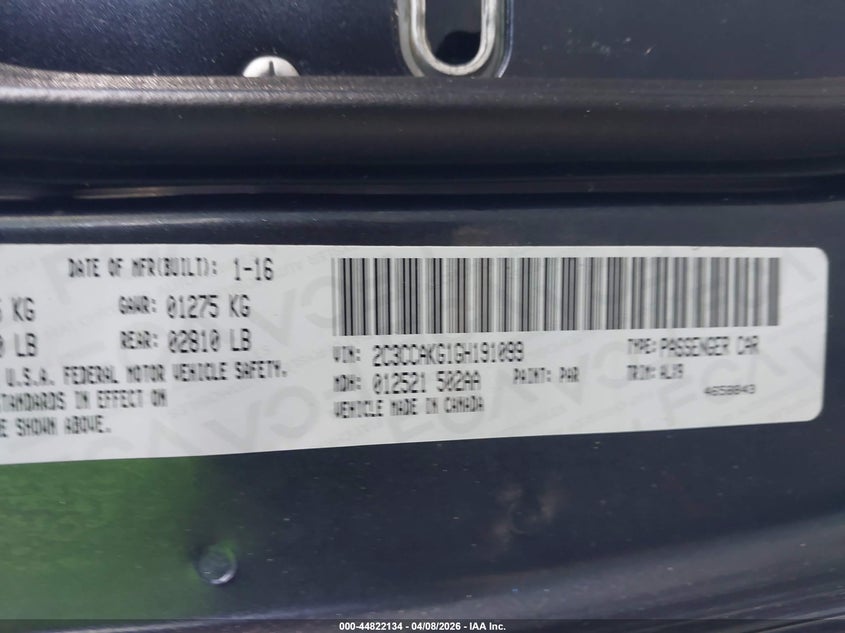 DATE OF MFR(BUILT): 1-16
KG GAWR: 01275 KG
LB REAR: 02810 LB
U.S.A. FEDERAL MOTOR VEHICLE SAFETY.
STANDARDS IN EFFECT ON
SHOWN ABOVE.
VIN: 2C3CCAKG1GH191099 TYPE: PASSENGER CAR
MDH: 012521 502AA PAINT: PAR TRIM: ALX9
VEHICLE MADE IN CANADA 4658843
000-44822134 - 04/08/2026 - IAA Inc.